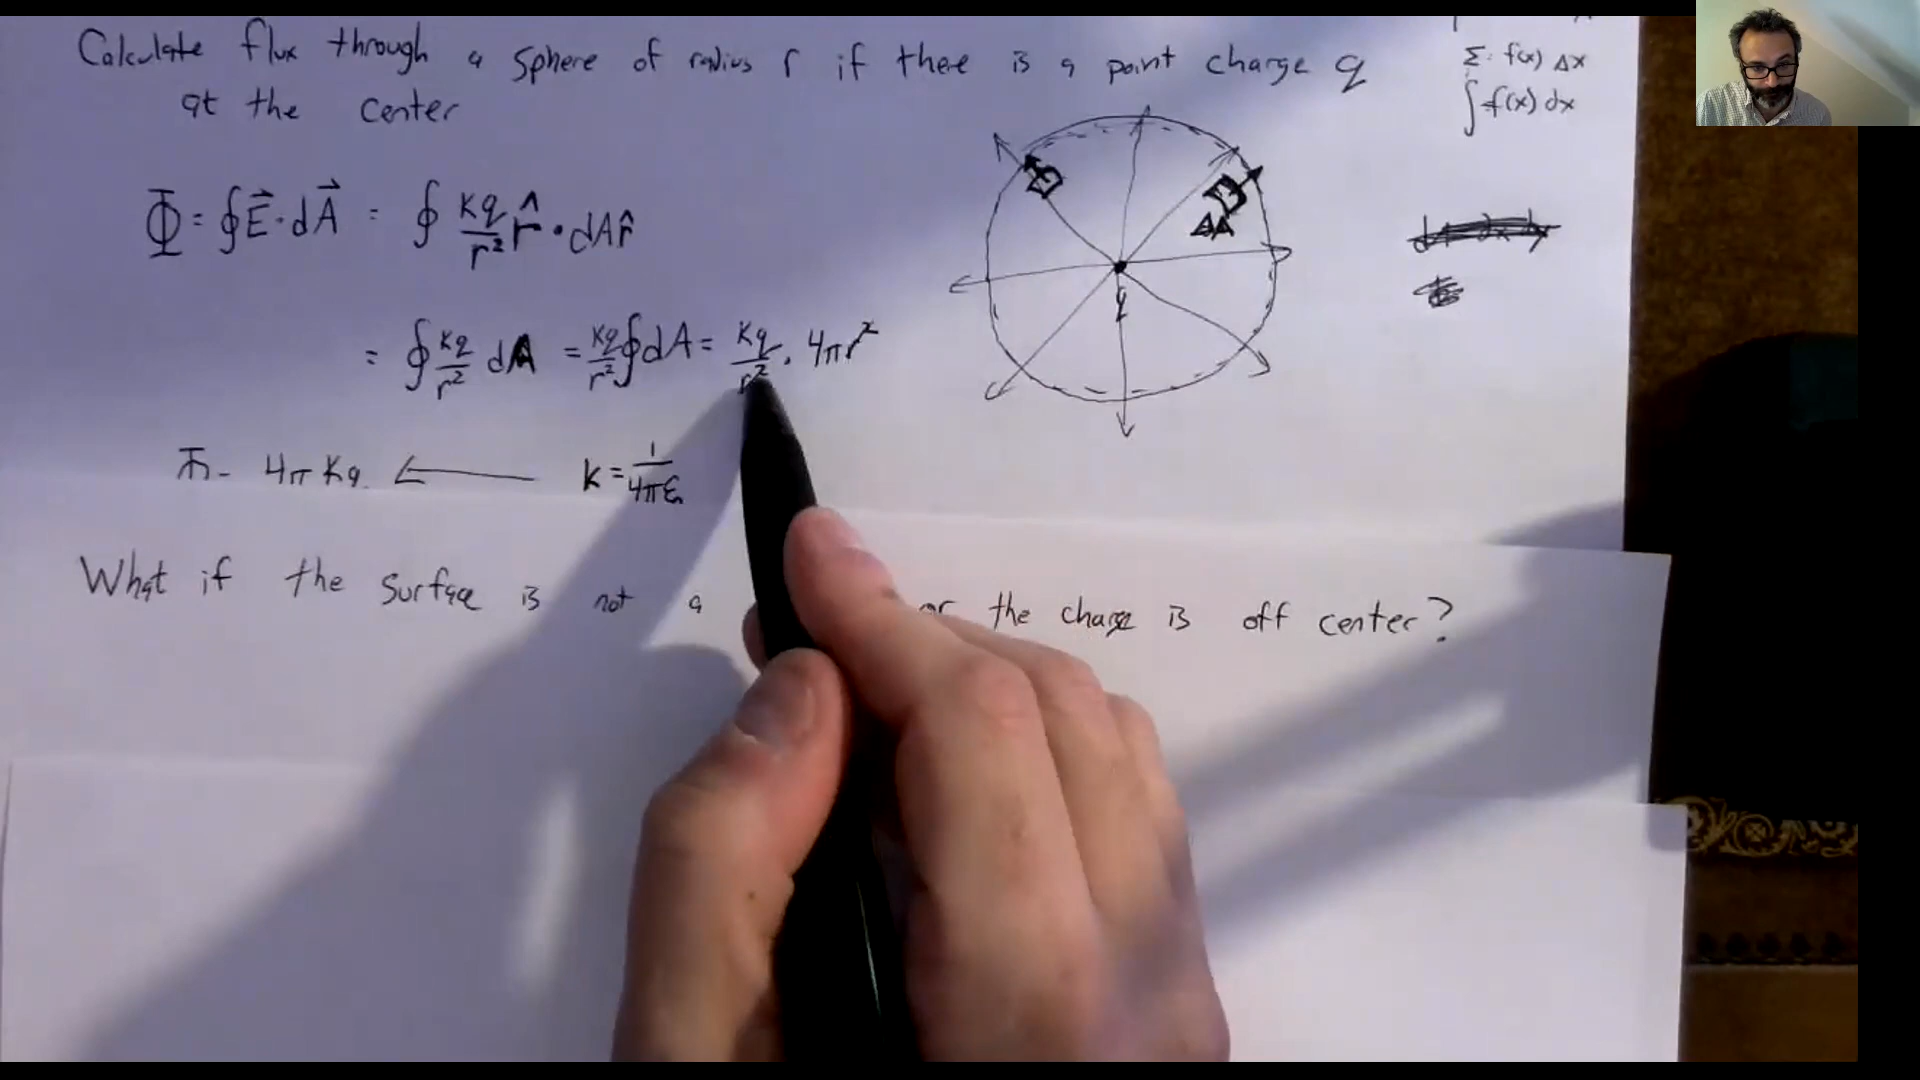 Calculate flux through a sphere of radius r if there is a point charge q
at the center
Σ f(x) Δx
∫ f(x) dx
Φ = ∮ E⃗ · dA⃗ = ∮ kq/r² r̂ · dA r̂
ΔA
q
= ∮ kq/r² dA = kq/r² ∮ dA = kq/r² · 4πr²
4πkq ← k = 1/4πε₀
What if the surface is not a or the charge is off center?